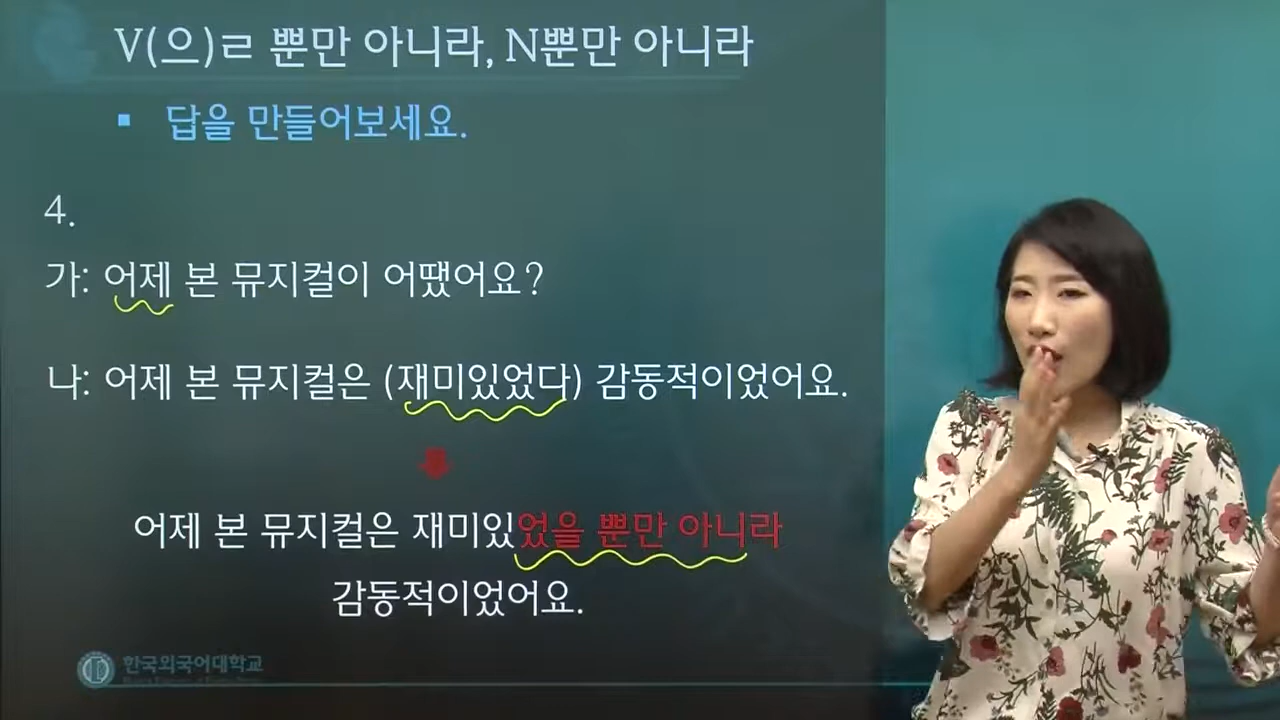 V(으)ㄹ 뿐만 아니라, N뿐만 아니라
▪ 답을 만들어보세요.
4.
가: 어제 본 뮤지컬이 어땠어요?
나: 어제 본 뮤지컬은 (재미있었다) 감동적이었어요.
어제 본 뮤지컬은 재미있었을 뿐만 아니라
감동적이었어요.
한국외국어대학교